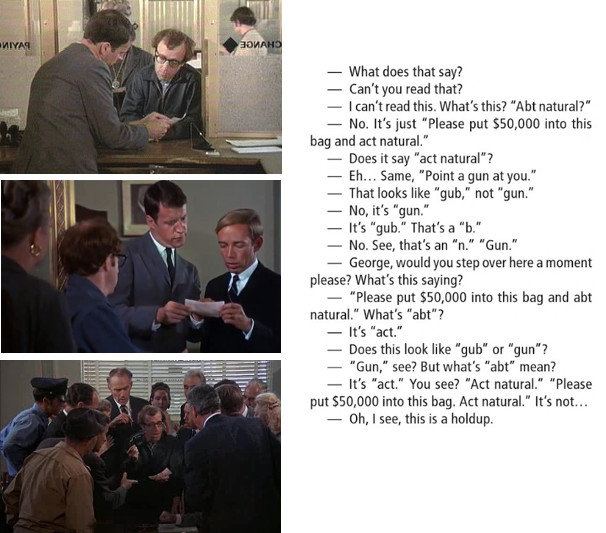 PAYING
CHANGE
— What does that say?
— Can't you read that?
— I can't read this. What's this? “Abt natural?”
— No. It's just “Please put $50,000 into this
bag and act natural.”
— Does it say “act natural”?
— Eh... Same, “Point a gun at you.”
— That looks like “gub,” not “gun.”
— No, it's “gun.”
— It's “gub.” That's a “b.”
— No. See, that's an “n.” “Gun.”
— George, would you step over here a moment
please? What's this saying?
— “Please put $50,000 into this bag and abt
natural.” What's “abt”?
— It's “act.”
— Does this look like “gub” or “gun”?
— “Gun,” see? But what's “abt” mean?
— It's “act.” You see? “Act natural.” “Please
put $50,000 into this bag. Act natural.” It's not...
— Oh, I see, this is a holdup.